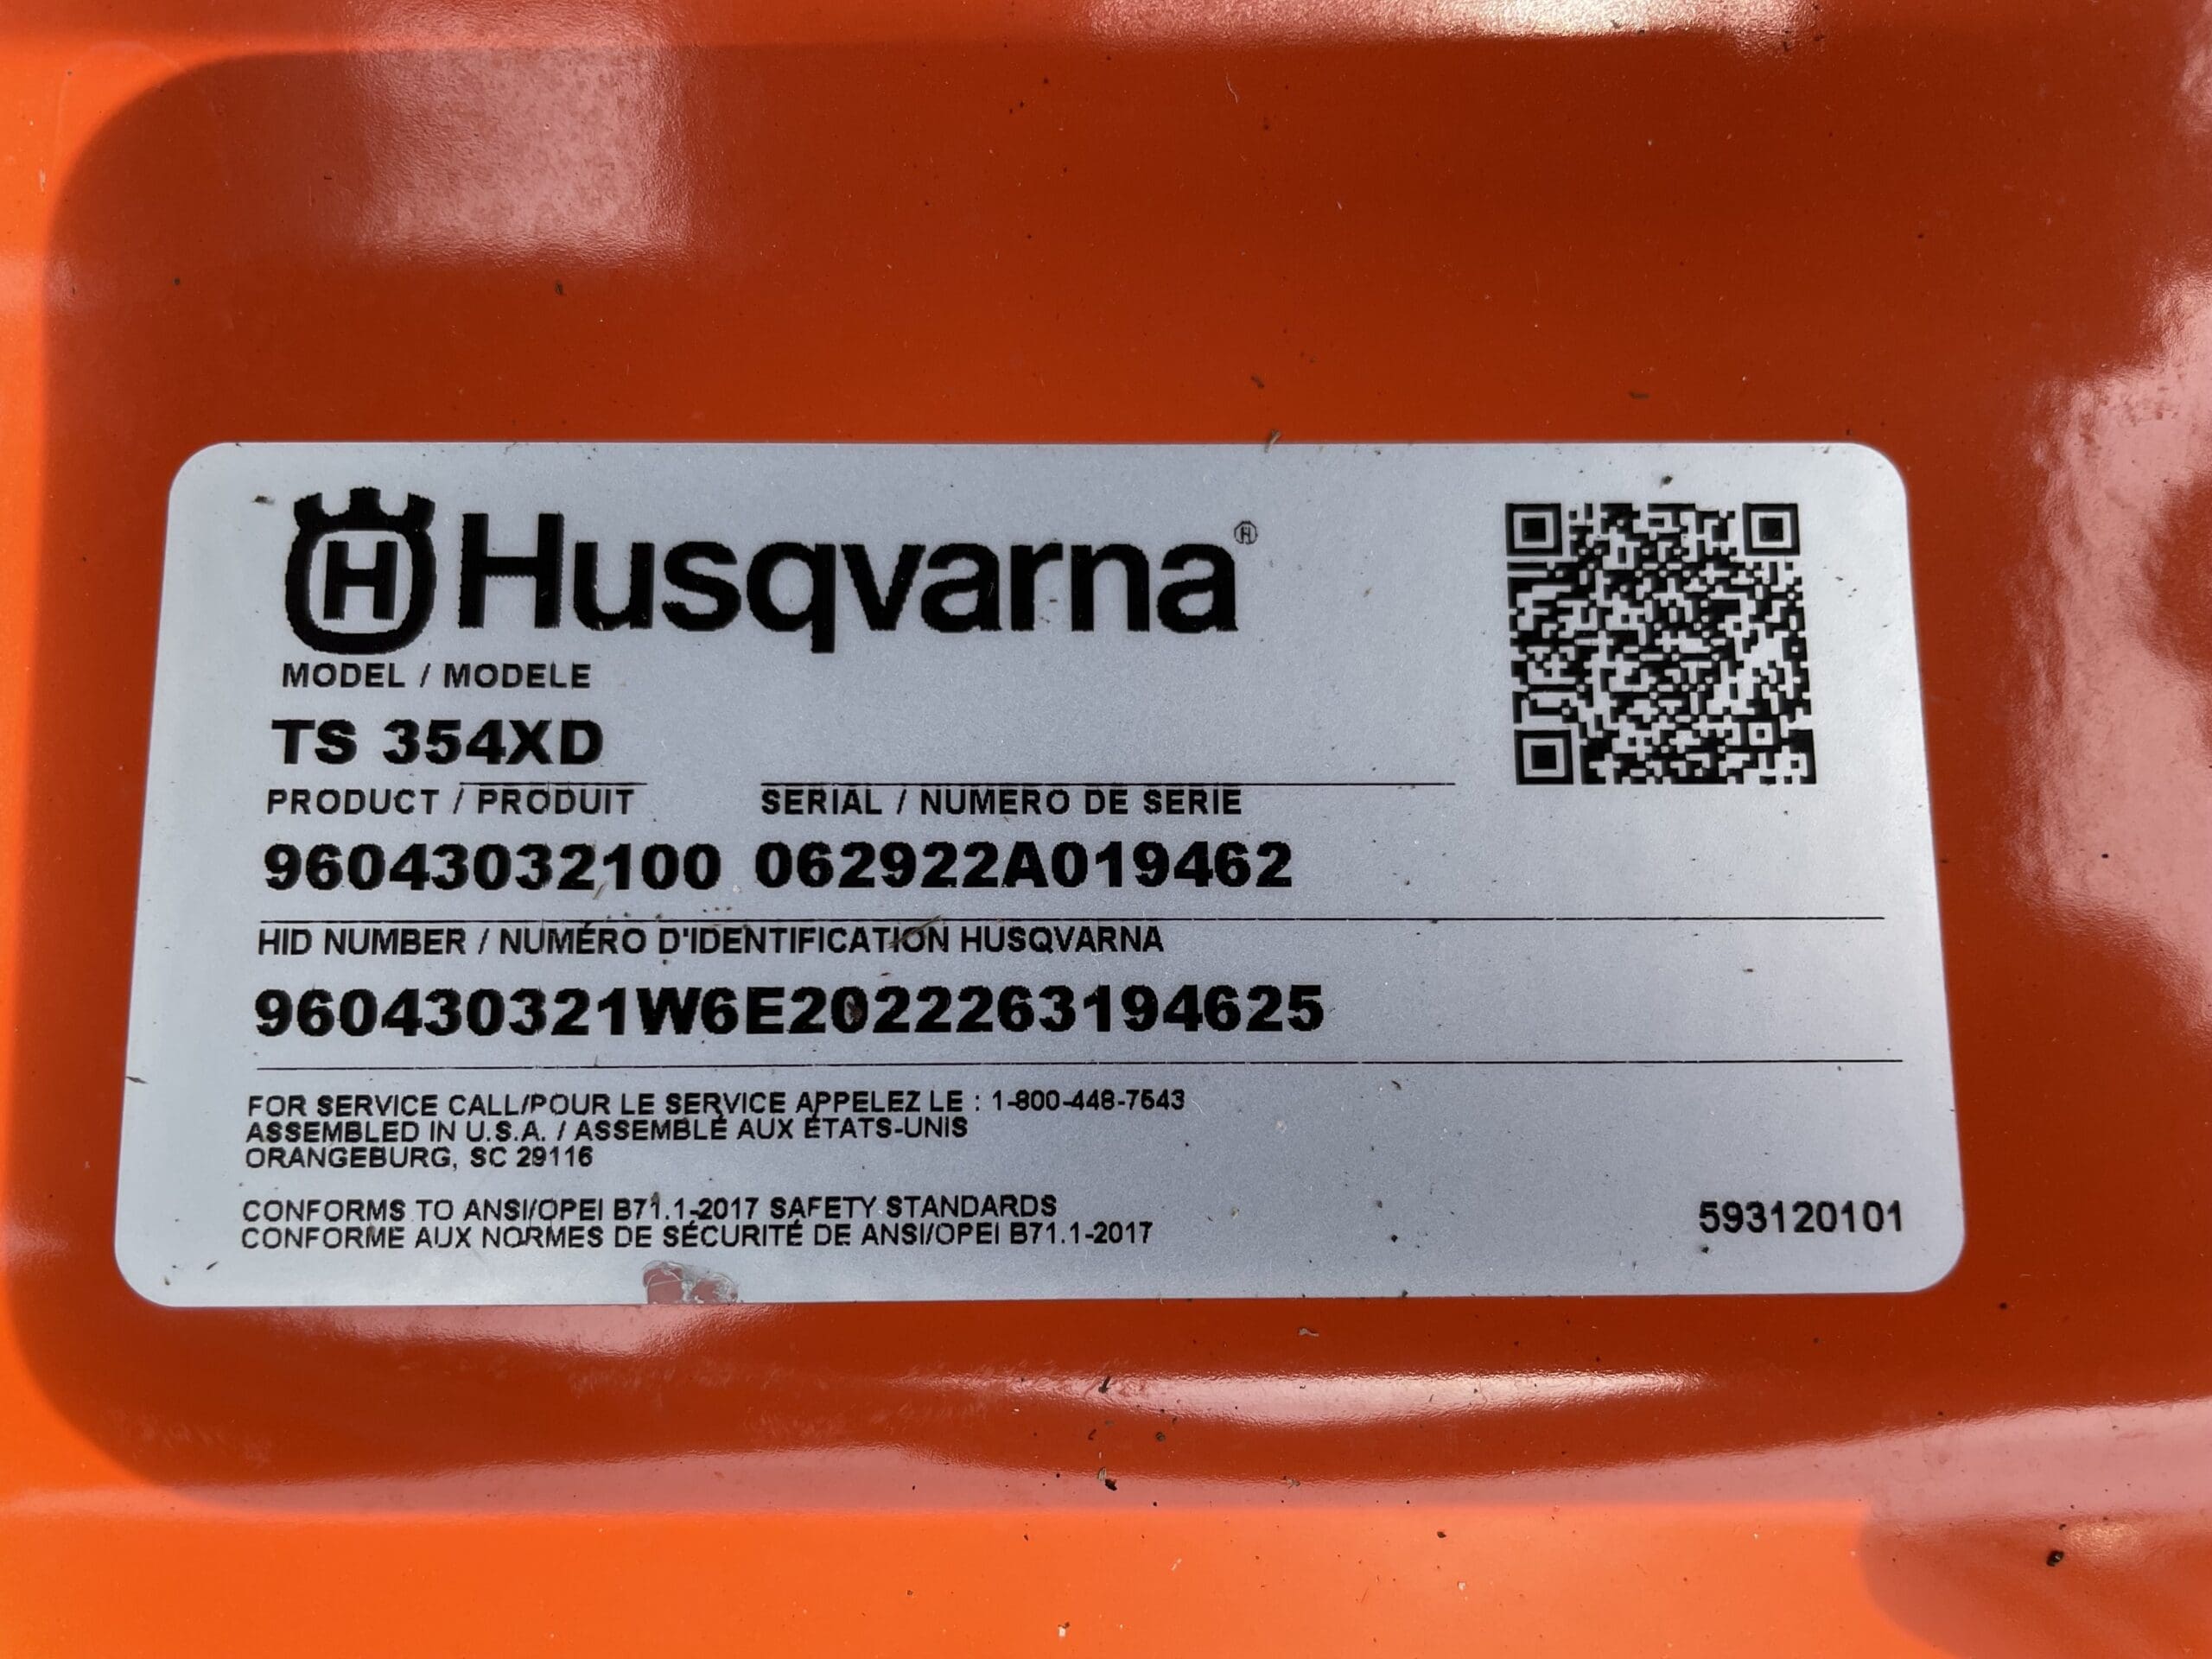 H Husqvarna
MODEL / MODELE
TS 354XD
PRODUCT / PRODUIT SERIAL / NUMERO DE SERIE
96043032100 062922A019462
HID NUMBER / NUMÉRO D'IDENTIFICATION HUSQVARNA
960430321W6E2022263194625
FOR SERVICE CALL/POUR LE SERVICE APPELEZ LE : 1-800-448-7543
ASSEMBLED IN U.S.A. / ASSEMBLÉ AUX ÉTATS-UNIS
ORANGEBURG, SC 29116
CONFORMS TO ANSI/OPEI B71.1-2017 SAFETY STANDARDS
CONFORME AUX NORMES DE SÉCURITÉ DE ANSI/OPEI B71.1-2017
593120101